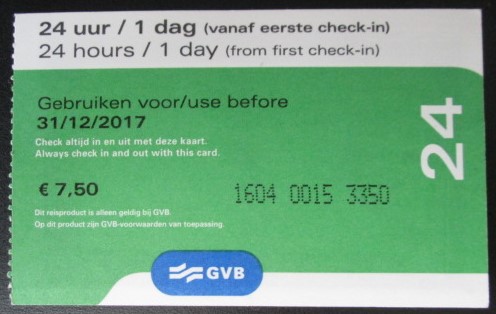 24 uur / 1 dag (vanaf eerste check-in)
24 hours / 1 day (from first check-in)
Gebruiken voor/use before
31/12/2017
Check altijd in en uit met deze kaart.
Always check in and out with this card.
24
€ 7,50
1604 0015 3350
Dit reisproduct is alleen geldig bij GVB.
Op dit product zijn GVB-voorwaarden van toepassing.
GVB